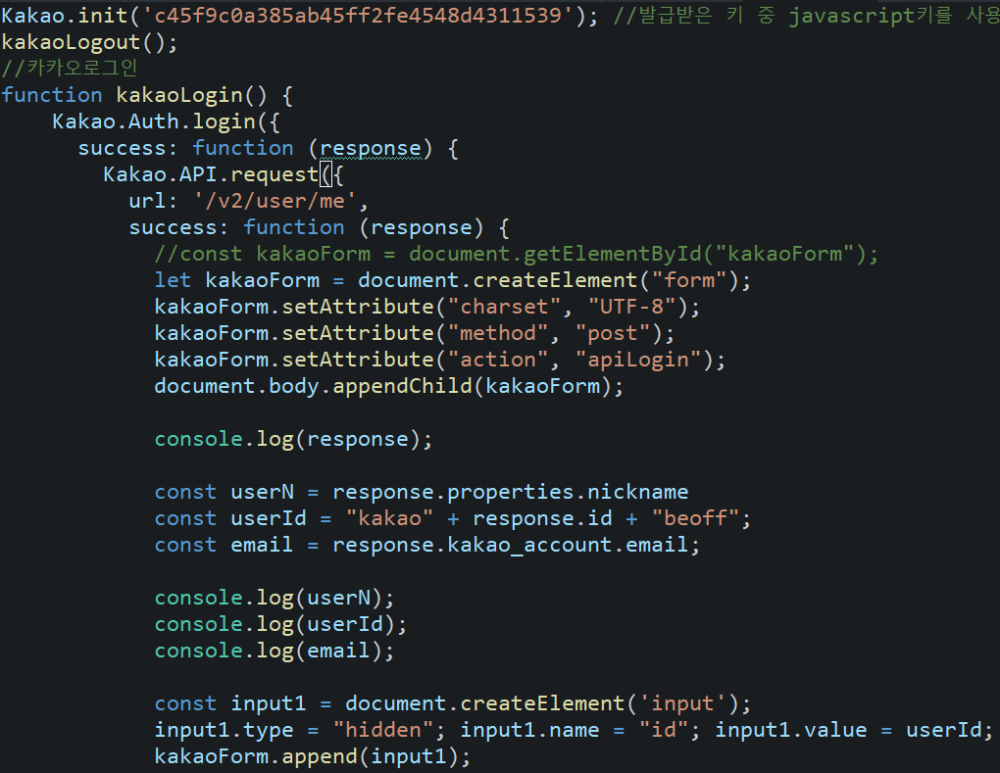 Kakao.init('c45f9c0a385ab45ff2fe4548d4311539'); //발급받은 키 중 javascript키를 사용
kakaoLogout();
//카카오로그인
function kakaoLogin() {
    Kakao.Auth.login({
      success: function (response) {
        Kakao.API.request({
          url: '/v2/user/me',
          success: function (response) {
            //const kakaoForm = document.getElementById("kakaoForm");
            let kakaoForm = document.createElement("form");
            kakaoForm.setAttribute("charset", "UTF-8");
            kakaoForm.setAttribute("method", "post");
            kakaoForm.setAttribute("action", "apiLogin");
            document.body.appendChild(kakaoForm);

            console.log(response);

            const userN = response.properties.nickname
            const userId = "kakao" + response.id + "beoff";
            const email = response.kakao_account.email;

            console.log(userN);
            console.log(userId);
            console.log(email);

            const input1 = document.createElement('input');
            input1.type = "hidden"; input1.name = "id"; input1.value = userId;
            kakaoForm.append(input1);